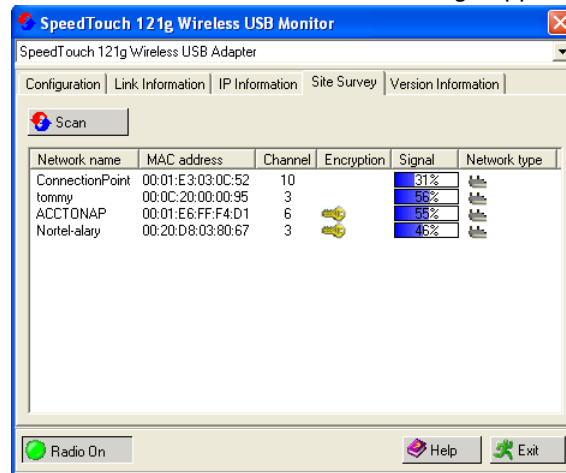 SpeedTouch 121g Wireless USB Monitor
SpeedTouch 121g Wireless USB Adapter
Configuration Link Information IP Information Site Survey Version Information
Scan
Network name MAC address Channel Encryption Signal Network type
ConnectionPoint 00:01:E3:03:0C:52 10 31%
tommy 00:0C:20:00:00:95 3 56%
ACCTONAP 00:01:E6:FF:F4:D1 6 55%
Nortel-alary 00:20:D8:03:80:67 3 46%
Radio On Help Exit